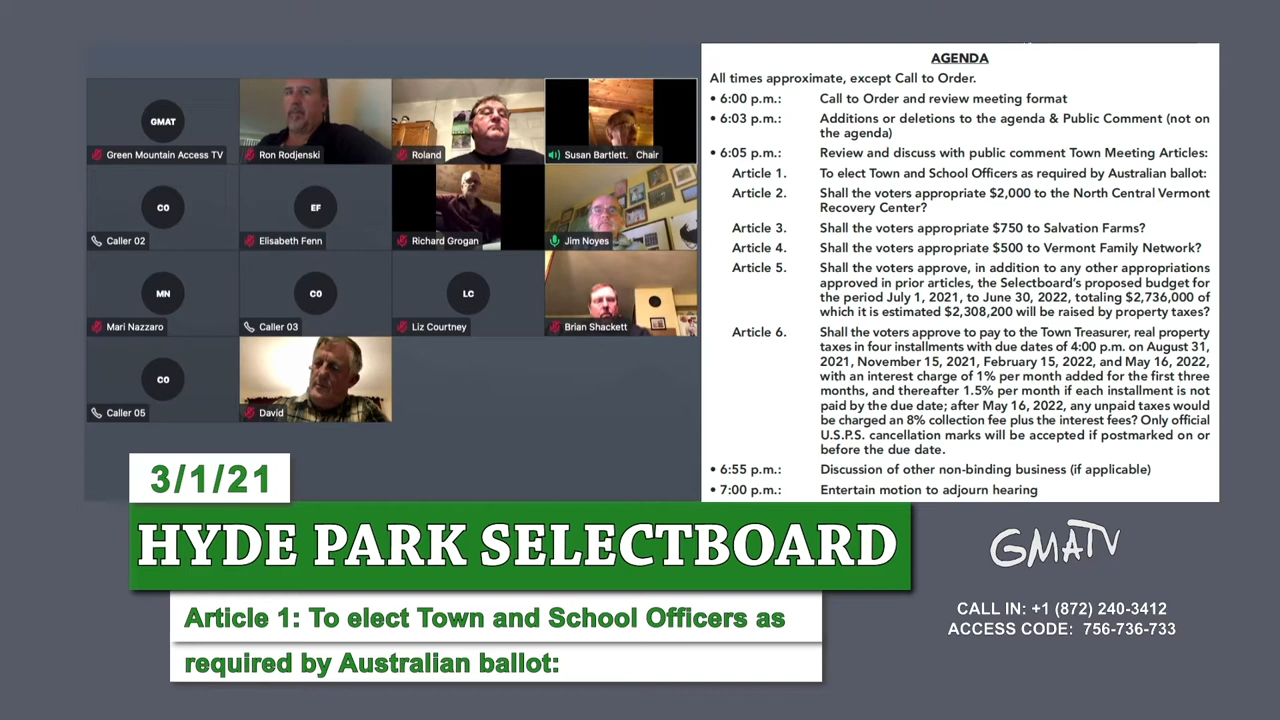 GMAT
Green Mountain Access TV
Ron Rodjenski
Roland
Susan Bartlett. Chair
CO
Caller 02
EF
Elisabeth Fenn
Richard Grogan
Jim Noyes
MN
Mari Nazzaro
CO
Caller 03
LC
Liz Courtney
Brian Shackett
CO
Caller 05
David
AGENDA
All times approximate, except Call to Order.
• 6:00 p.m.: Call to Order and review meeting format
• 6:03 p.m.: Additions or deletions to the agenda & Public Comment (not on
the agenda)
• 6:05 p.m.: Review and discuss with public comment Town Meeting Articles:
Article 1. To elect Town and School Officers as required by Australian ballot:
Article 2. Shall the voters appropriate $2,000 to the North Central Vermont
Recovery Center?
Article 3. Shall the voters appropriate $750 to Salvation Farms?
Article 4. Shall the voters appropriate $500 to Vermont Family Network?
Article 5. Shall the voters approve, in addition to any other appropriations
approved in prior articles, the Selectboard's proposed budget for
the period July 1, 2021, to June 30, 2022, totaling $2,736,000 of
which it is estimated $2,308,200 will be raised by property taxes?
Article 6. Shall the voters approve to pay to the Town Treasurer, real property
taxes in four installments with due dates of 4:00 p.m. on August 31,
2021, November 15, 2021, February 15, 2022, and May 16, 2022,
with an interest charge of 1% per month added for the first three
months, and thereafter 1.5% per month if each installment is not
paid by the due date; after May 16, 2022, any unpaid taxes would
be charged an 8% collection fee plus the interest fees? Only official
U.S.P.S. cancellation marks will be accepted if postmarked on or
before the due date.
• 6:55 p.m.: Discussion of other non-binding business (if applicable)
• 7:00 p.m.: Entertain motion to adjourn hearing
3/1/21
HYDE PARK SELECTBOARD
Article 1: To elect Town and School Officers as
required by Australian ballot:
GMATV
CALL IN: +1 (872) 240-3412
ACCESS CODE: 756-736-733